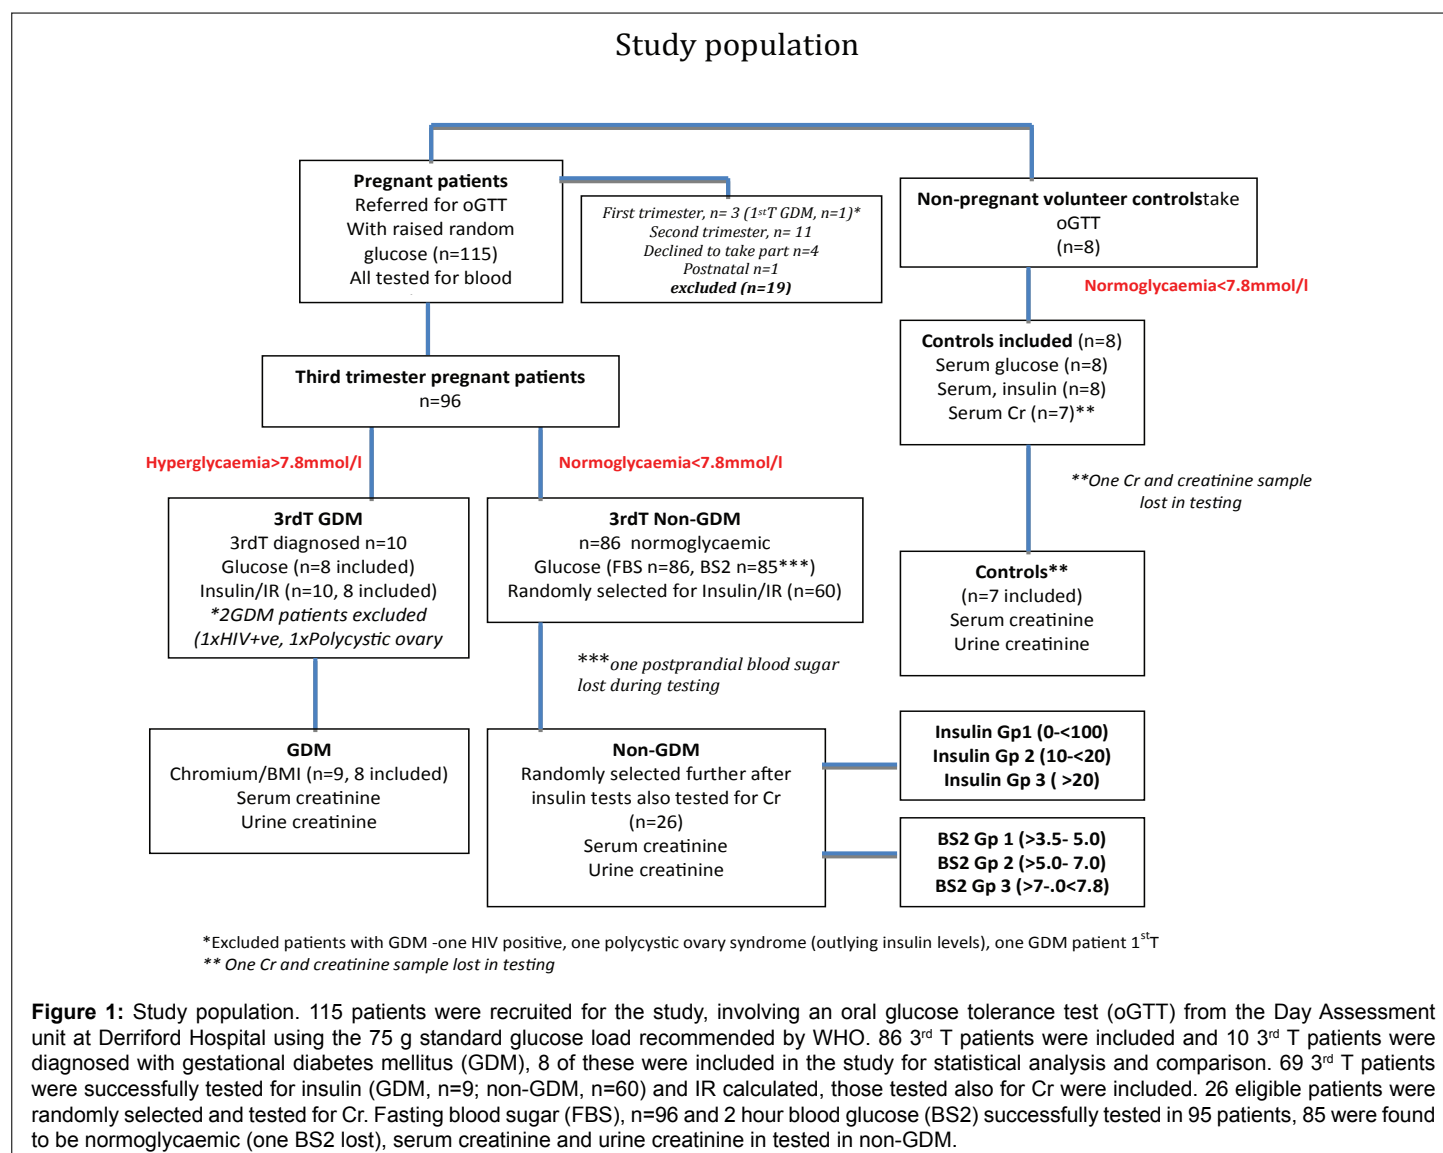 Study population
Pregnant patients
Referred for oGTT
With raised random
glucose (n=115)
All tested for blood
First trimester, n= 3 (1stT GDM, n=1)*
Second trimester, n= 11
Declined to take part n=4
Postnatal n=1
excluded (n=19)
Non-pregnant volunteer controlstake
oGTT
(n=8)
Normoglycaemia<7.8mmol/l
Controls included (n=8)
Serum glucose (n=8)
Serum, insulin (n=8)
Serum Cr (n=7)**
Third trimester pregnant patients
n=96
Hyperglycaemia>7.8mmol/l
Normoglycaemia<7.8mmol/l
**One Cr and creatinine sample
lost in testing
3rdT GDM
3rdT diagnosed n=10
Glucose (n=8 included)
Insulin/IR (n=10, 8 included)
*2GDM patients excluded
(1xHIV+ve, 1xPolycystic ovary
3rdT Non-GDM
n=86 normoglycaemic
Glucose (FBS n=86, BS2 n=85***)
Randomly selected for Insulin/IR (n=60)
Controls**
(n=7 included)
Serum creatinine
Urine creatinine
***one postprandial blood sugar
lost during testing
GDM
Chromium/BMI (n=9, 8 included)
Serum creatinine
Urine creatinine
Non-GDM
Randomly selected further after
insulin tests also tested for Cr
(n=26)
Serum creatinine
Urine creatinine
Insulin Gp1 (0-<100)
Insulin Gp 2 (10-<20)
Insulin Gp 3 ( >20)
BS2 Gp 1 (>3.5- 5.0)
BS2 Gp 2 (>5.0- 7.0)
BS2 Gp 3 (>7-.0<7.8)
*Excluded patients with GDM -one HIV positive, one polycystic ovary syndrome (outlying insulin levels), one GDM patient 1stT
** One Cr and creatinine sample lost in testing
Figure 1: Study population. 115 patients were recruited for the study, involving an oral glucose tolerance test (oGTT) from the Day Assessment
unit at Derriford Hospital using the 75 g standard glucose load recommended by WHO. 86 3rd T patients were included and 10 3rd T patients were
diagnosed with gestational diabetes mellitus (GDM), 8 of these were included in the study for statistical analysis and comparison. 69 3rd T patients
were successfully tested for insulin (GDM, n=9; non-GDM, n=60) and IR calculated, those tested also for Cr were included. 26 eligible patients were
randomly selected and tested for Cr. Fasting blood sugar (FBS), n=96 and 2 hour blood glucose (BS2) successfully tested in 95 patients, 85 were found
to be normoglycaemic (one BS2 lost), serum creatinine and urine creatinine in tested in non-GDM.